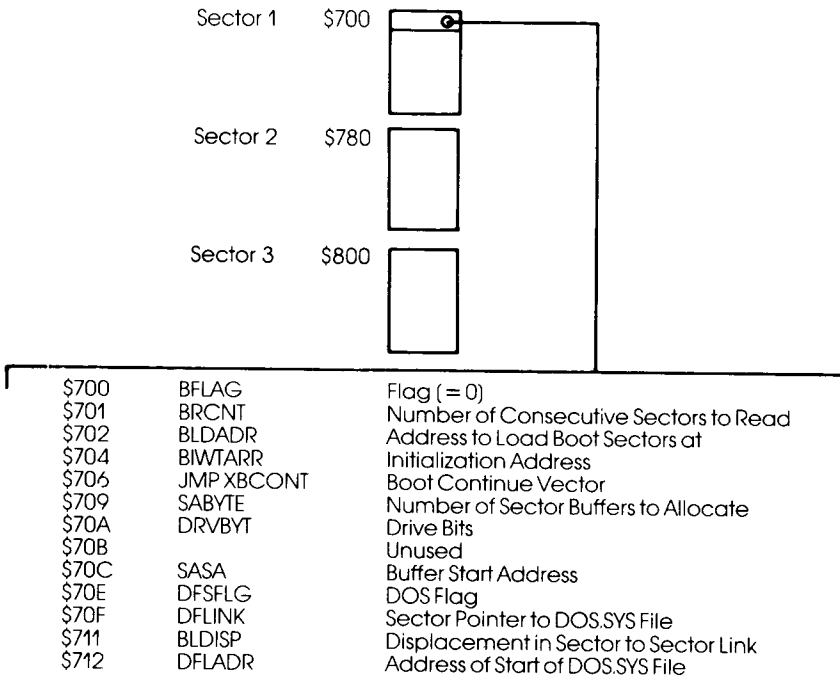 Sector 1 $700
Sector 2 $780
Sector 3 $800
$700 BFLAG Flag (= 0)
$701 BRCNT Number of Consecutive Sectors to Read
$702 BLDADR Address to Load Boot Sectors at
$704 BIWTARR Initialization Address
$706 JMP XBCONT Boot Continue Vector
$709 SABYTE Number of Sector Buffers to Allocate
$70A DRVBYT Drive Bits
$70B Unused
$70C SASA Buffer Start Address
$70E DFSFLG DOS Flag
$70F DFLINK Sector Pointer to DOS.SYS File
$711 BLDISP Displacement in Sector to Sector Link
$712 DFLADR Address of Start of DOS.SYS File